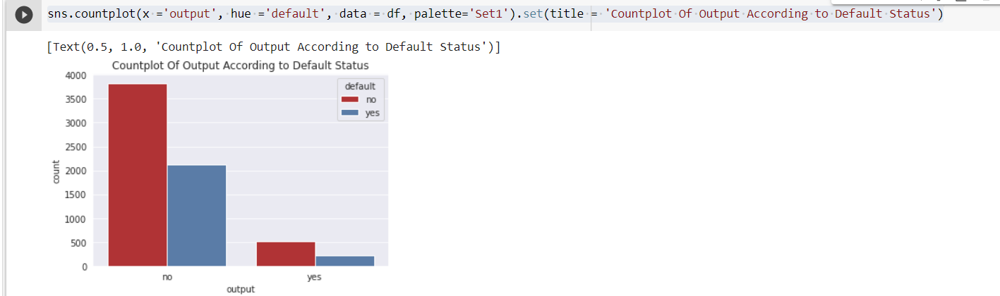 sns.countplot(x ='output', hue ='default', data = df, palette='Set1').set(title = 'Countplot Of Output According to Default Status')
[Text(0.5, 1.0, 'Countplot Of Output According to Default Status')]
Countplot Of Output According to Default Status
4000
3500
3000
2500
2000
1500
1000
500
0
count
default
no
yes
no yes
output